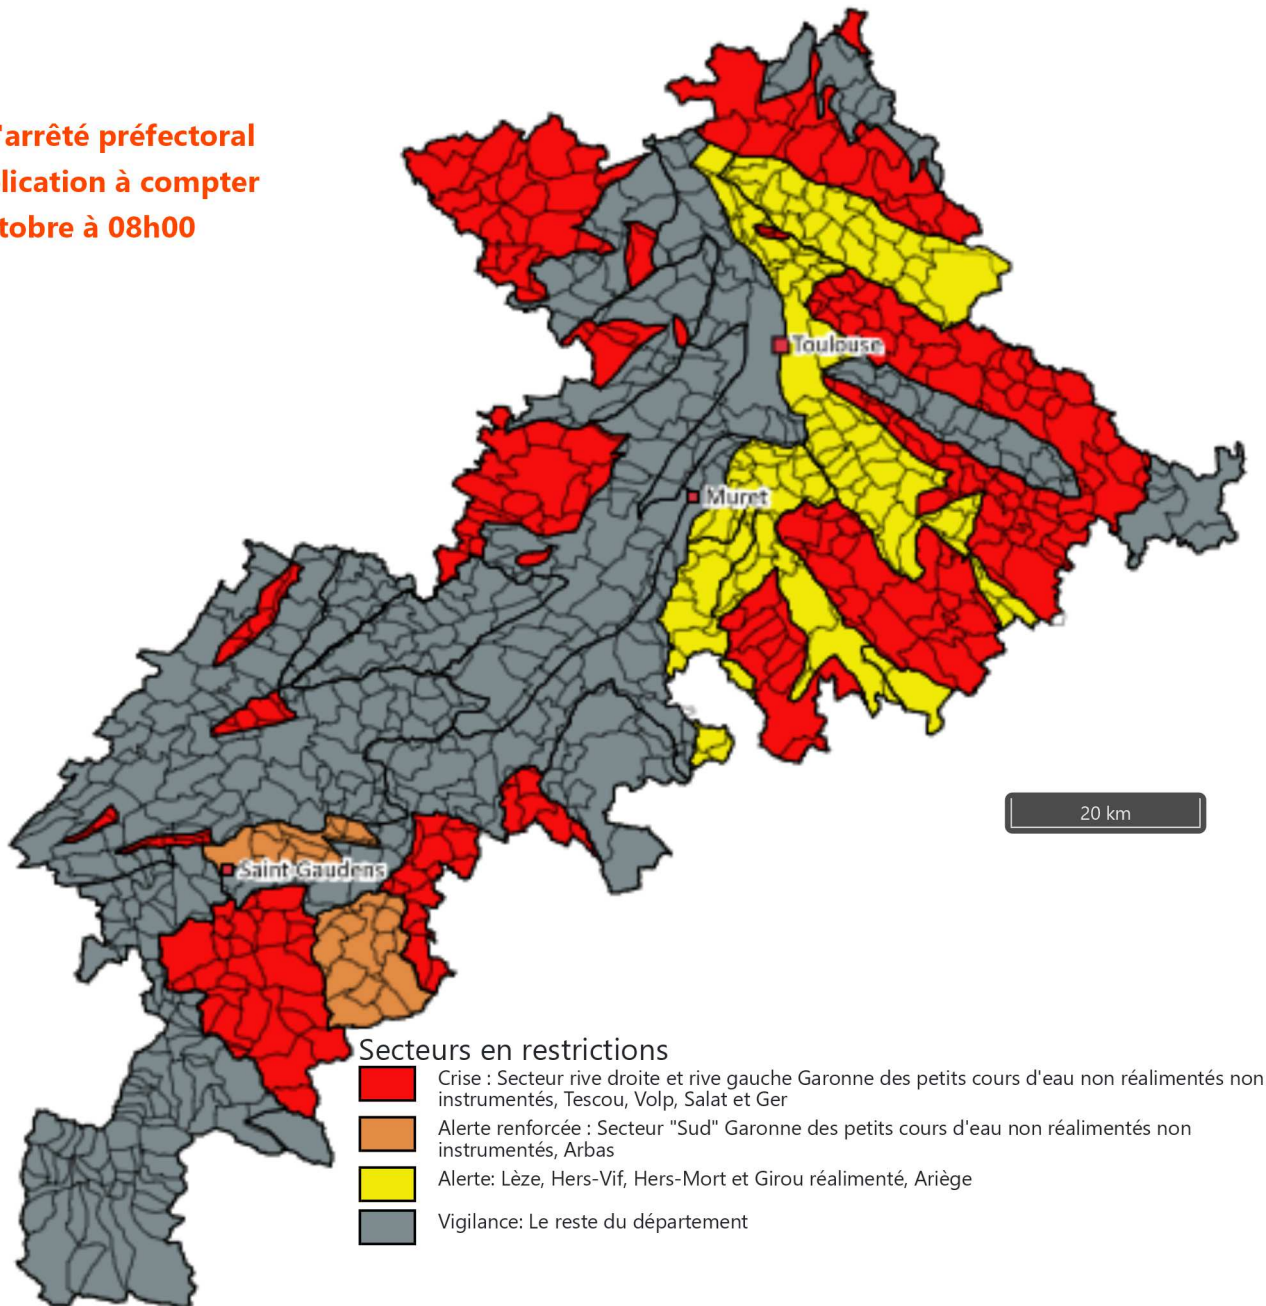 'arrêté préfectoral
lication à compter
tobre à 08h00
Toulouse
Muret
20 km
Saint-Gaudens
Secteurs en restrictions
Crise : Secteur rive droite et rive gauche Garonne des petits cours d'eau non réalimentés non
instrumentés, Tescou, Volp, Salat et Ger
Alerte renforcée : Secteur "Sud" Garonne des petits cours d'eau non réalimentés non
instrumentés, Arbas
Alerte: Lèze, Hers-Vif, Hers-Mort et Girou réalimenté, Ariège
Vigilance: Le reste du département